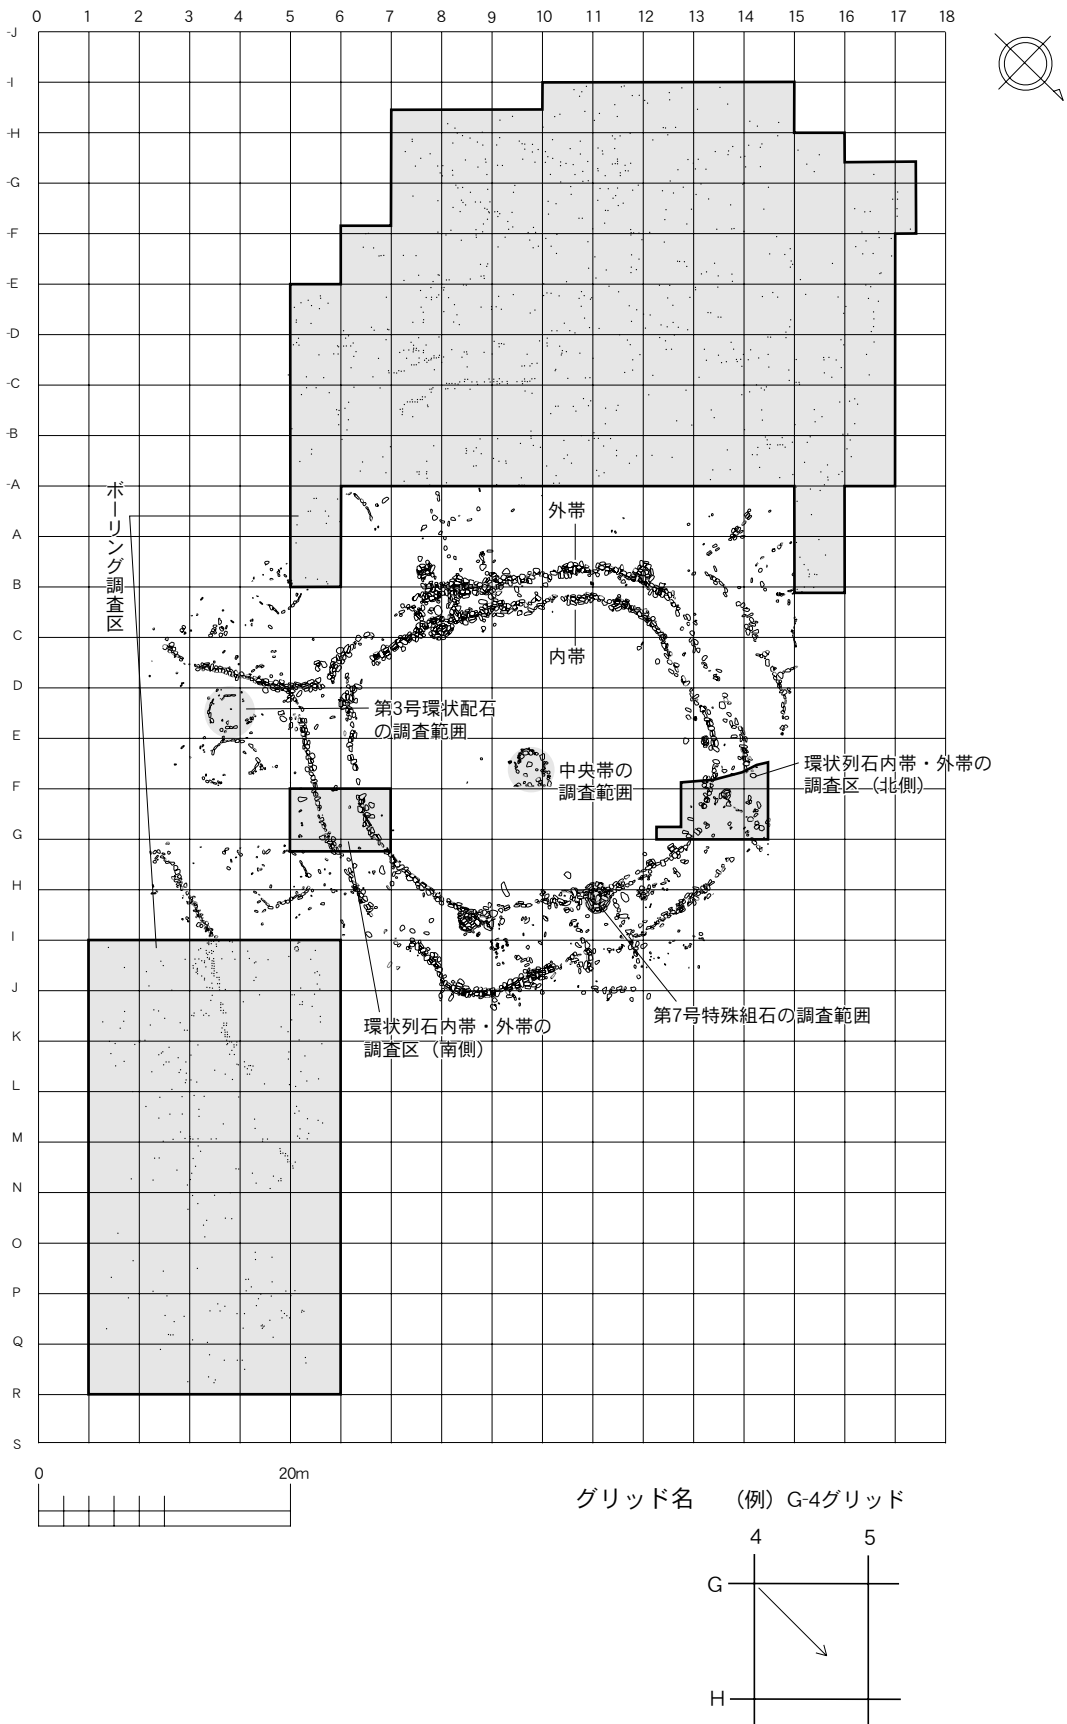 0 1 2 3 4 5 6 7 8 9 10 11 12 13 14 15 16 17 18
-J
-I
-H
-G
-F
-E
-D
-C
-B
-A
A
B
C
D
E
F
G
H
I
J
K
L
M
N
O
P
Q
R
S
ボーリング調査区
外帯
内帯
第3号環状配石
の調査範囲
中央帯の
調査範囲
環状列石内帯・外帯の
調査区（北側）
環状列石内帯・外帯の
調査区（南側）
第7号特殊組石の調査範囲
0 20m
グリッド名 （例）G-4グリッド
4 5
G
H